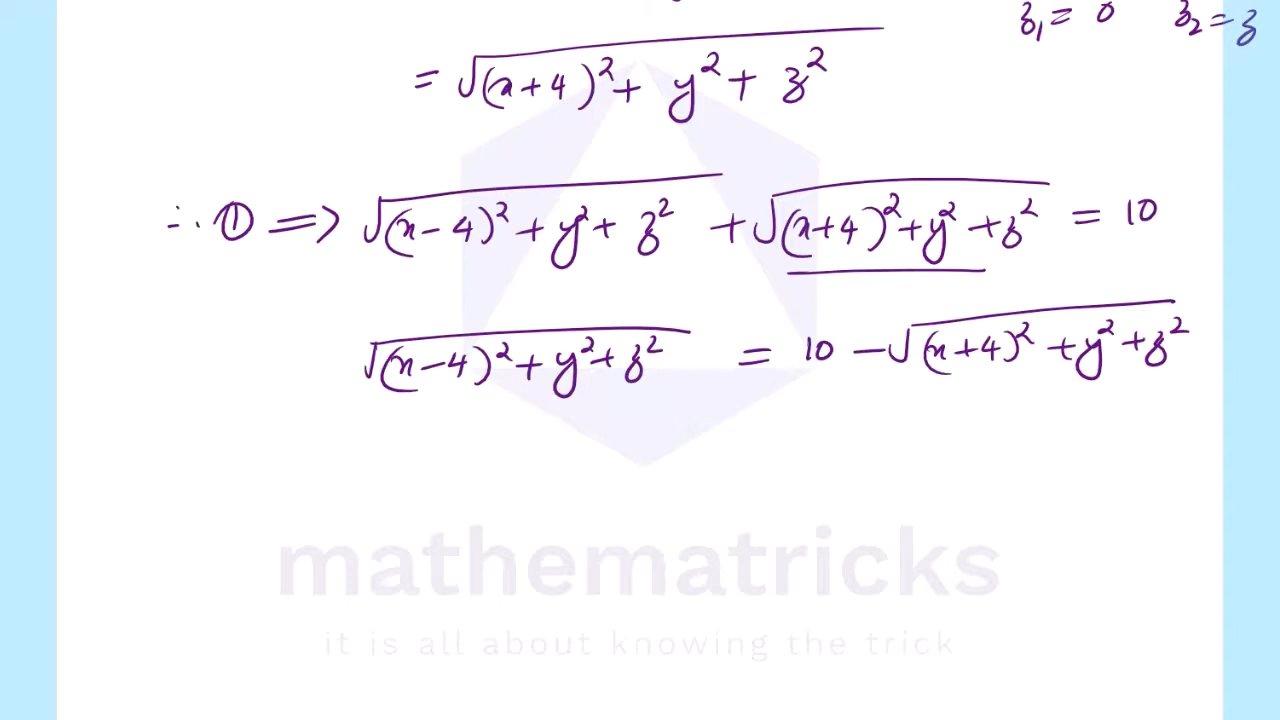 z₁ = 0 z₂ = z
= √((x+4)² + y² + z²)
∴ ① ⇒ √((x-4)² + y² + z²) + √((x+4)² + y² + z²) = 10
√((x-4)² + y² + z²) = 10 - √((x+4)² + y² + z²)
mathematricks
it is all about knowing the trick